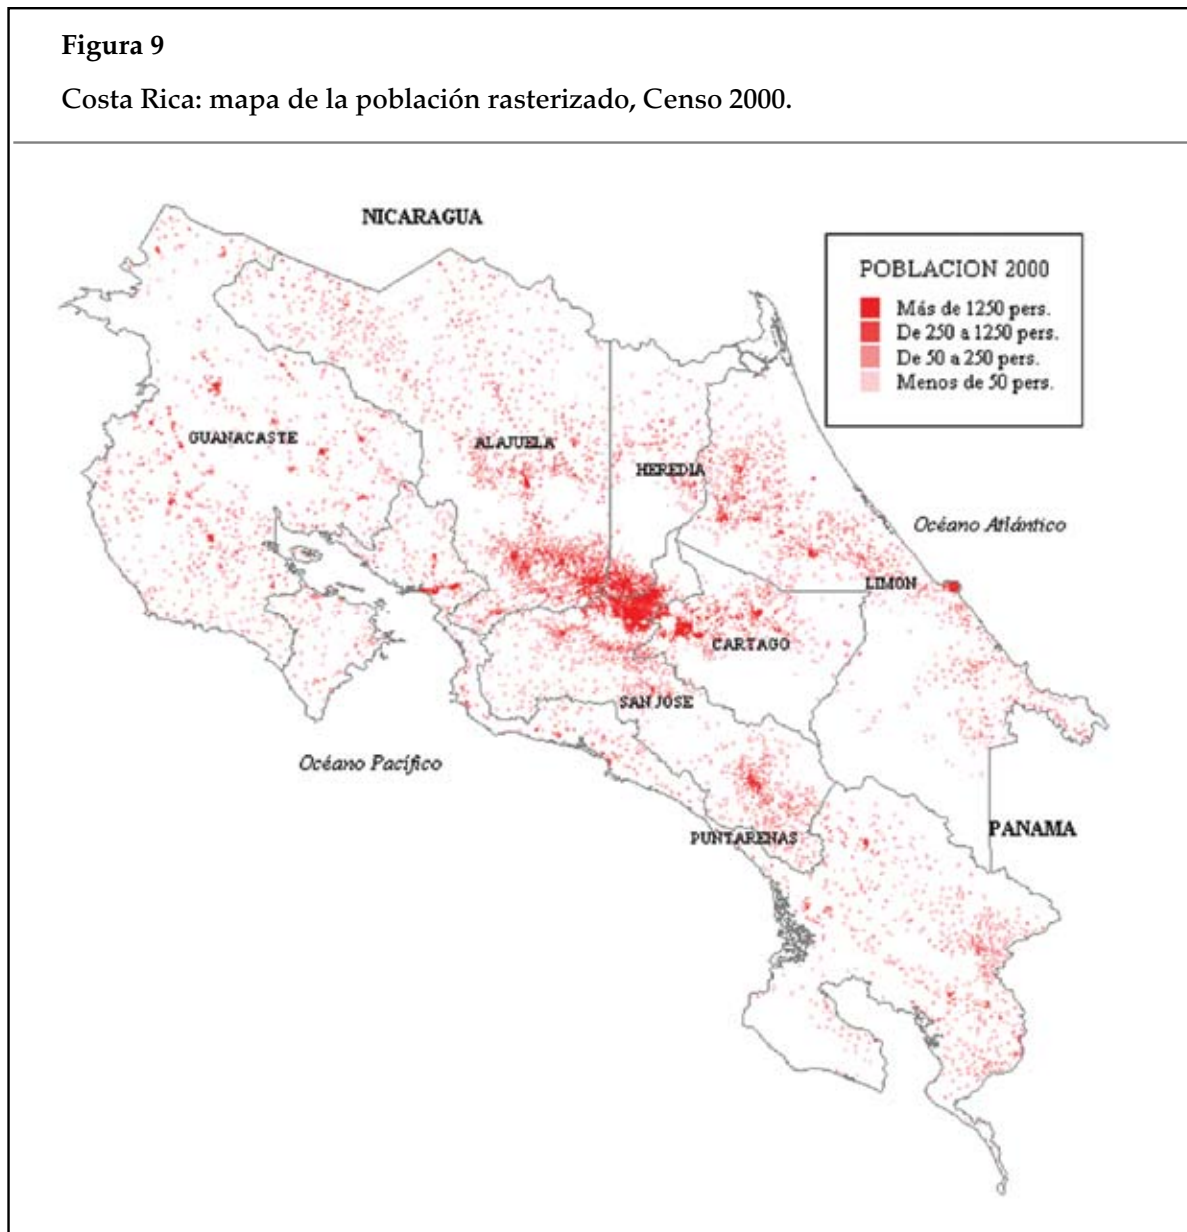 Figura 9
Costa Rica: mapa de la población rasterizado, Censo 2000.
NICARAGUA
POBLACION 2000
Más de 1250 pers.
De 250 a 1250 pers.
De 50 a 250 pers.
Menos de 50 pers.
GUANACASTE
ALAJUELA
HEREDIA
Océano Atlántico
LIMON
CARTAGO
SAN JOSE
Océano Pacífico
PUNTARENAS
PANAMA